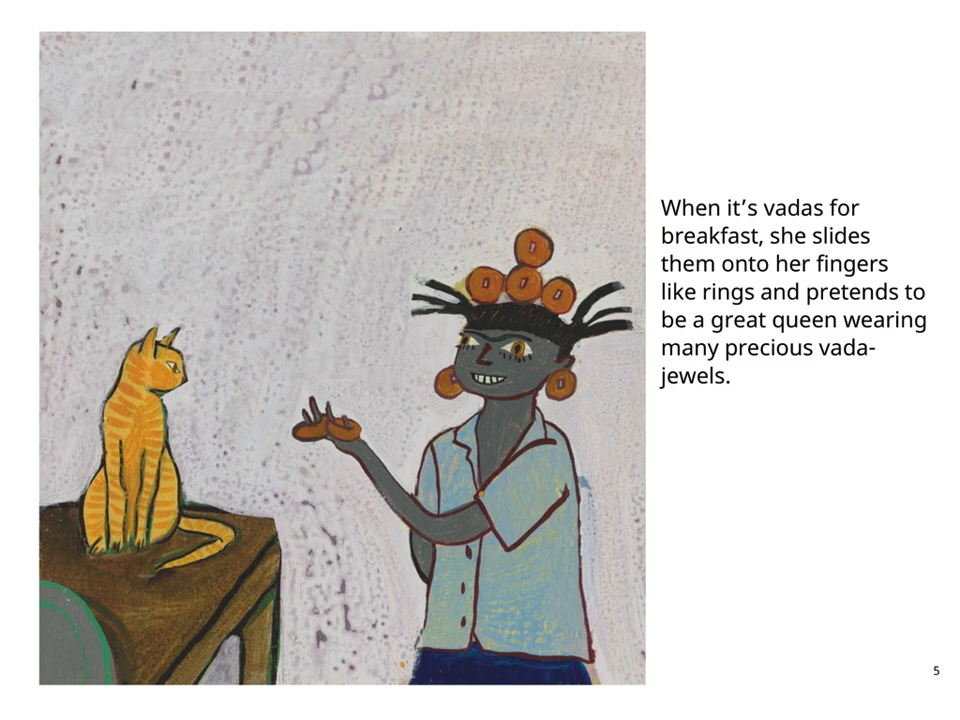 When it’s vadas for
breakfast, she slides
them onto her fingers
like rings and pretends to
be a great queen wearing
many precious vada-
jewels.
5